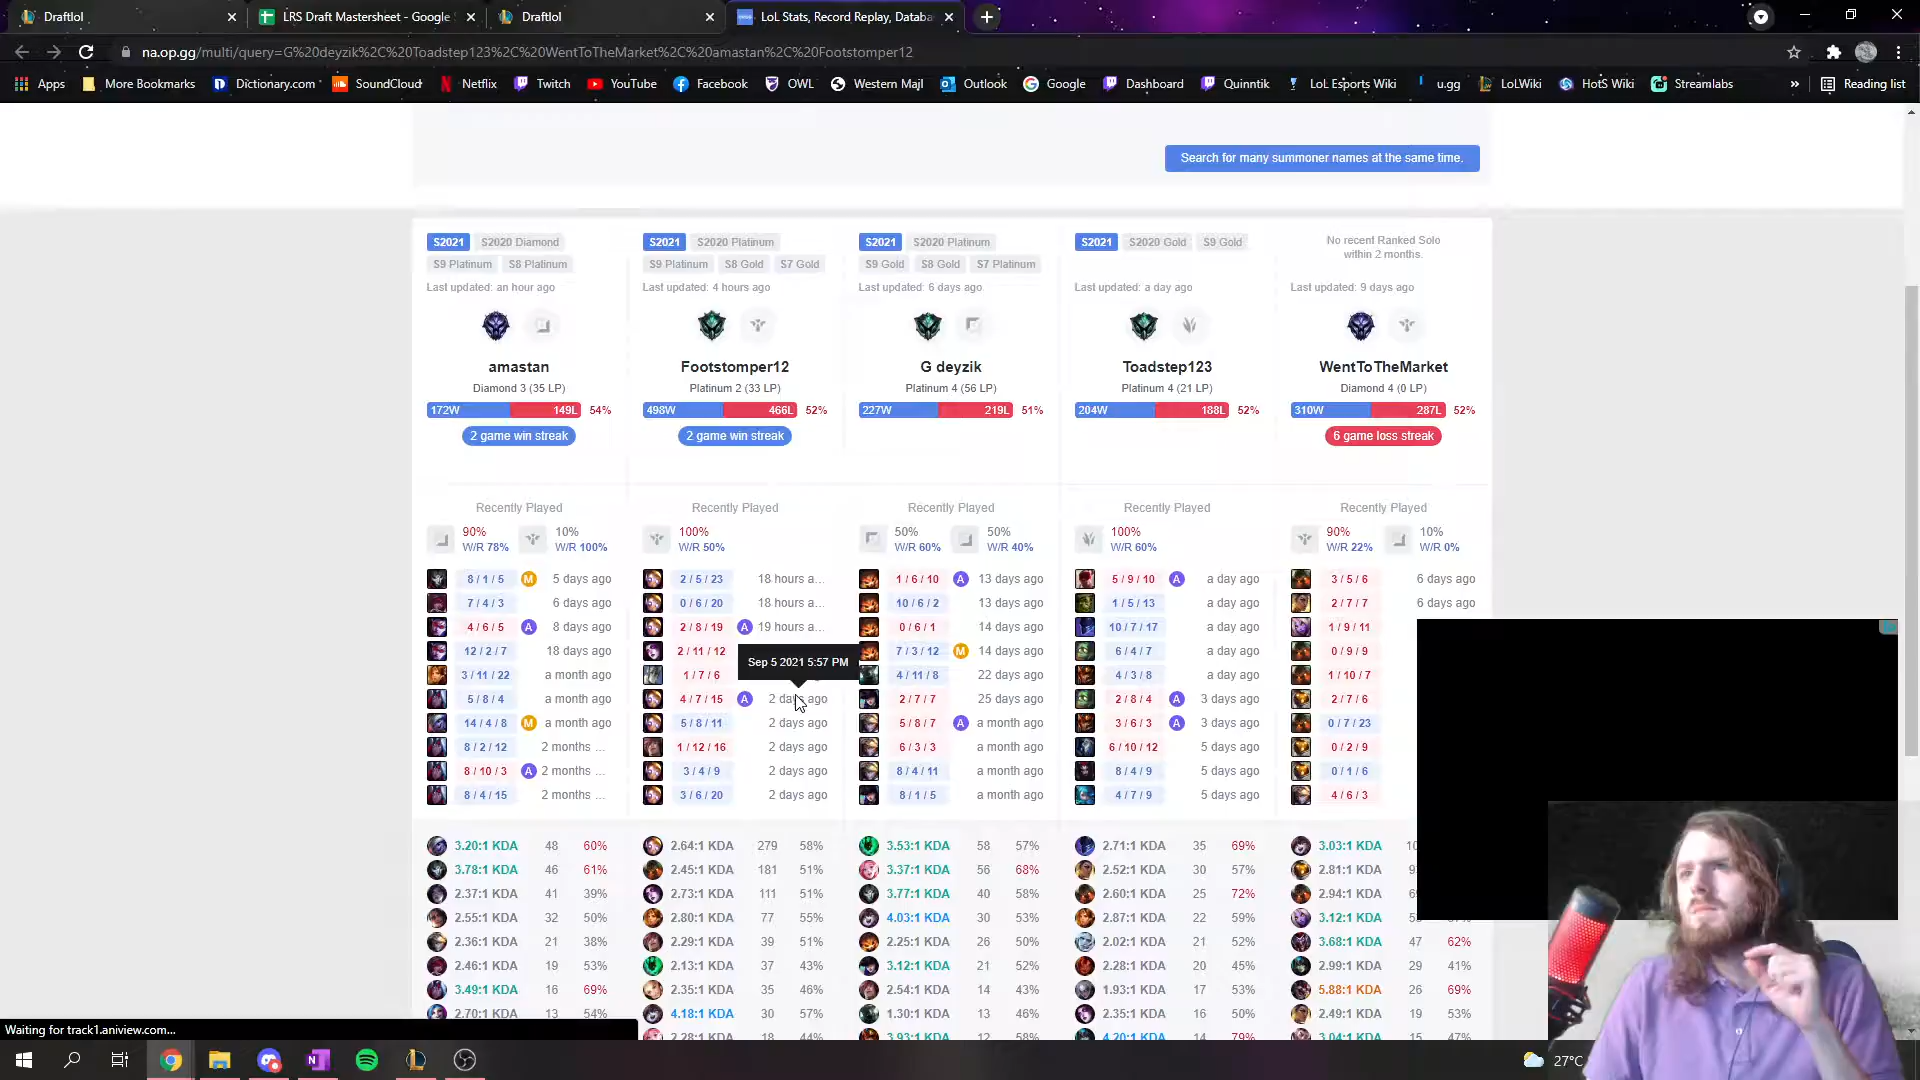 Draftlol
LRS Draft Mastersheet - Google S
Draftlol
LoL Stats, Record Replay, Databa
na.op.gg/multi/query=G%20deyzik%2C%20Toadstep123%2C%20WentToTheMarket%2C%20amastan%2C%20Footstomper12
Apps More Bookmarks Dictionary.com SoundCloud Netflix Twitch YouTube Facebook OWL Western Majl Outlook Google Dashboard Quinntik LoL Esports Wiki u.gg LoLWiki HotS Wiki Streamlabs » Reading list
Search for many summoner names at the same time.
S2021 S2020 Diamond
S9 Platinum S8 Platinum
Last updated: an hour ago
amastan
Diamond 3 (35 LP)
172W 149L 54%
2 game win streak
Recently Played
90% W/R 78% 10% W/R 100%
8 / 1 / 5 M 5 days ago
7 / 4 / 3 6 days ago
4 / 6 / 5 A 8 days ago
12 / 2 / 7 18 days ago
3 / 11 / 22 a month ago
5 / 8 / 4 a month ago
14 / 4 / 8 M a month ago
8 / 2 / 12 2 months ...
8 / 10 / 3 A 2 months ...
8 / 4 / 15 2 months ...
3.20:1 KDA 48 60%
3.78:1 KDA 46 61%
2.37:1 KDA 41 39%
2.55:1 KDA 32 50%
2.36:1 KDA 21 38%
2.46:1 KDA 19 53%
3.49:1 KDA 16 69%
2.70:1 KDA 13 54%
S2021 S2020 Platinum
S9 Platinum S8 Gold S7 Gold
Last updated: 4 hours ago
Footstomper12
Platinum 2 (33 LP)
498W 466L 52%
2 game win streak
Recently Played
100% W/R 50%
2 / 5 / 23 18 hours a...
0 / 6 / 20 18 hours a...
2 / 8 / 19 A 19 hours a...
2 / 11 / 12
Sep 5 2021 5:57 PM
1 / 7 / 6
4 / 7 / 15 A 2 days ago
5 / 8 / 11 2 days ago
1 / 12 / 16 2 days ago
3 / 4 / 9 2 days ago
3 / 6 / 20 2 days ago
2.64:1 KDA 279 58%
2.45:1 KDA 181 51%
2.73:1 KDA 111 51%
2.80:1 KDA 77 55%
2.29:1 KDA 39 51%
2.13:1 KDA 37 43%
2.35:1 KDA 35 46%
4.18:1 KDA 30 57%
2.28:1 KDA 18 44%
S2021 S2020 Platinum
S9 Gold S8 Gold S7 Platinum
Last updated: 6 days ago
G deyzik
Platinum 4 (56 LP)
227W 219L 51%
Recently Played
50% W/R 60% 50% W/R 40%
1 / 6 / 10 A 13 days ago
10 / 6 / 2 13 days ago
0 / 6 / 1 14 days ago
7 / 3 / 12 M 14 days ago
4 / 11 / 8 22 days ago
2 / 7 / 7 25 days ago
5 / 8 / 7 A a month ago
6 / 3 / 3 a month ago
8 / 4 / 11 a month ago
8 / 1 / 5 a month ago
3.53:1 KDA 58 57%
3.37:1 KDA 56 68%
3.77:1 KDA 40 58%
4.03:1 KDA 30 53%
2.25:1 KDA 26 50%
3.12:1 KDA 21 52%
2.54:1 KDA 14 43%
1.30:1 KDA 13 46%
3.93:1 KDA 12 58%
S2021 S2020 Gold S9 Gold
Last updated: a day ago
Toadstep123
Platinum 4 (21 LP)
204W 188L 52%
Recently Played
100% W/R 60%
5 / 9 / 10 A a day ago
1 / 5 / 13 a day ago
10 / 7 / 17 a day ago
6 / 4 / 7 a day ago
4 / 3 / 8 a day ago
2 / 8 / 4 A 3 days ago
3 / 6 / 3 A 3 days ago
6 / 10 / 12 5 days ago
8 / 4 / 9 5 days ago
4 / 7 / 9 5 days ago
2.71:1 KDA 35 69%
2.52:1 KDA 30 57%
2.60:1 KDA 25 72%
2.87:1 KDA 22 59%
2.02:1 KDA 21 52%
2.28:1 KDA 20 45%
1.93:1 KDA 17 53%
2.35:1 KDA 16 50%
4.20:1 KDA 14 79%
No recent Ranked Solo
within 2 months.
Last updated: 9 days ago
WentToTheMarket
Diamond 4 (0 LP)
310W 287L 52%
6 game loss streak
Recently Played
90% W/R 22% 10% W/R 0%
3 / 5 / 6 6 days ago
2 / 7 / 7 6 days ago
1 / 9 / 11
0 / 9 / 9
1 / 10 / 7
2 / 7 / 6
0 / 7 / 23
0 / 2 / 9
0 / 1 / 6
4 / 6 / 3
3.03:1 KDA
2.81:1 KDA
2.94:1 KDA
3.12:1 KDA
3.68:1 KDA 47 62%
2.99:1 KDA 29 41%
5.88:1 KDA 26 69%
2.49:1 KDA 19 53%
3.04:1 KDA 15 47%
Waiting for track1.aniview.com...
27°C